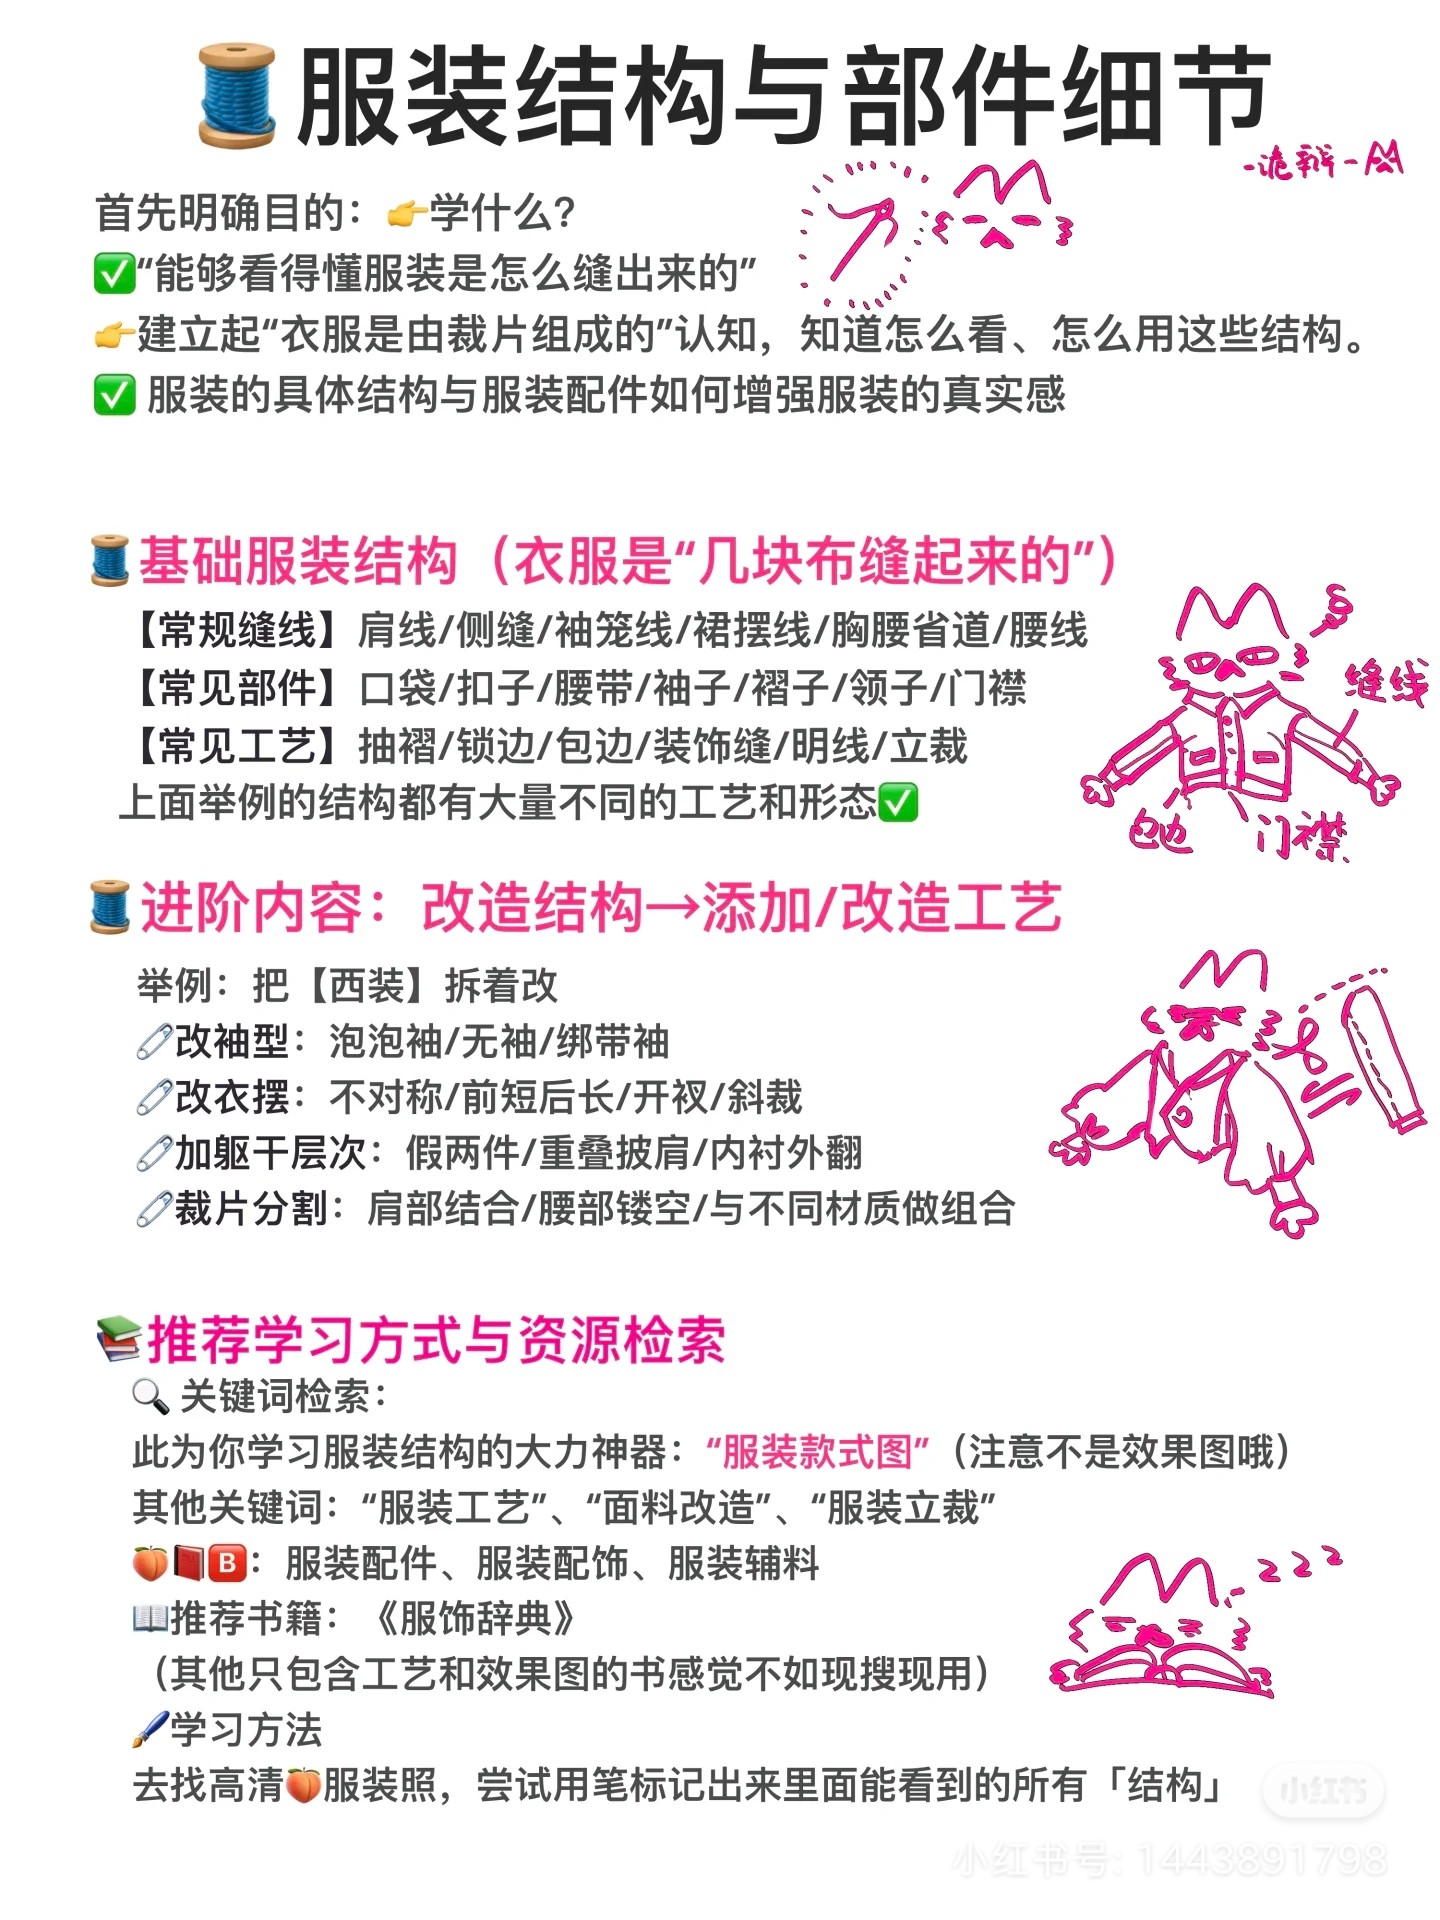 🧵服装结构与部件细节
-诡辩-
首先明确目的：👉学什么？
✅“能够看得懂服装是怎么缝出来的”
👉建立起“衣服是由裁片组成的”认知，知道怎么看、怎么用这些结构。
✅ 服装的具体结构与服装配件如何增强服装的真实感
🧵基础服装结构（衣服是“几块布缝起来的”）
【常规缝线】肩线/侧缝/袖笼线/裙摆线/胸腰省道/腰线
【常见部件】口袋/扣子/腰带/袖子/褶子/领子/门襟
【常见工艺】抽褶/锁边/包边/装饰缝/明线/立裁
上面举例的结构都有大量不同的工艺和形态✅
缝线
包边
门襟
🧵进阶内容：改造结构→添加/改造工艺
举例：把【西装】拆着改
🧷改袖型：泡泡袖/无袖/绑带袖
🧷改衣摆：不对称/前短后长/开衩/斜裁
🧷加躯干层次：假两件/重叠披肩/内衬外翻
🧷裁片分割：肩部结合/腰部镂空/与不同材质做组合
📚推荐学习方式与资源检索
🔍 关键词检索：
此为你学习服装结构的大力神器：“服装款式图”（注意不是效果图哦）
其他关键词：“服装工艺”、“面料改造”、“服装立裁”
🍑📕🅱️：服装配件、服装配饰、服装辅料
📖推荐书籍：《服饰辞典》
（其他只包含工艺和效果图的书感觉不如现搜现用）
🖌️学习方法
去找高清🍑服装照，尝试用笔标记出来里面能看到的所有「结构」
zzz
小红书
小红书号：1443891798